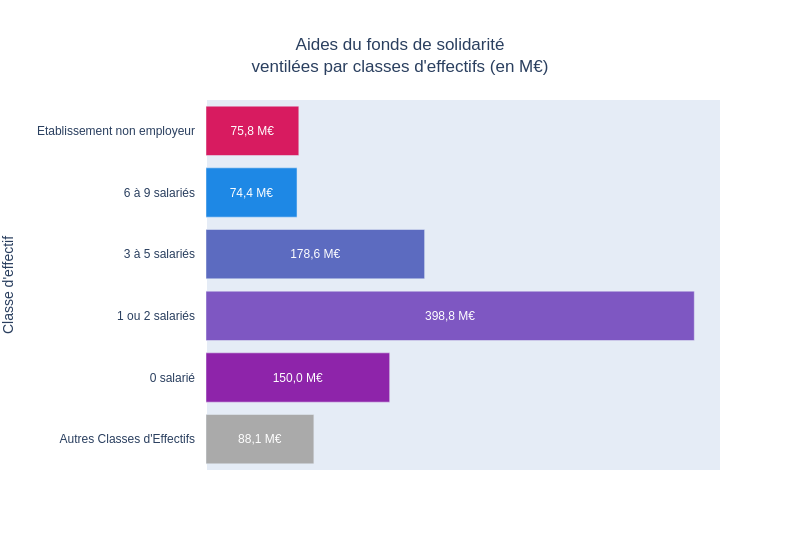 Aides du fonds de solidarité
ventilées par classes d'effectifs (en M€)
Classe d'effectif
Etablissement non employeur
75,8 M€
6 à 9 salariés
74,4 M€
3 à 5 salariés
178,6 M€
1 ou 2 salariés
398,8 M€
0 salarié
150,0 M€
Autres Classes d'Effectifs
88,1 M€